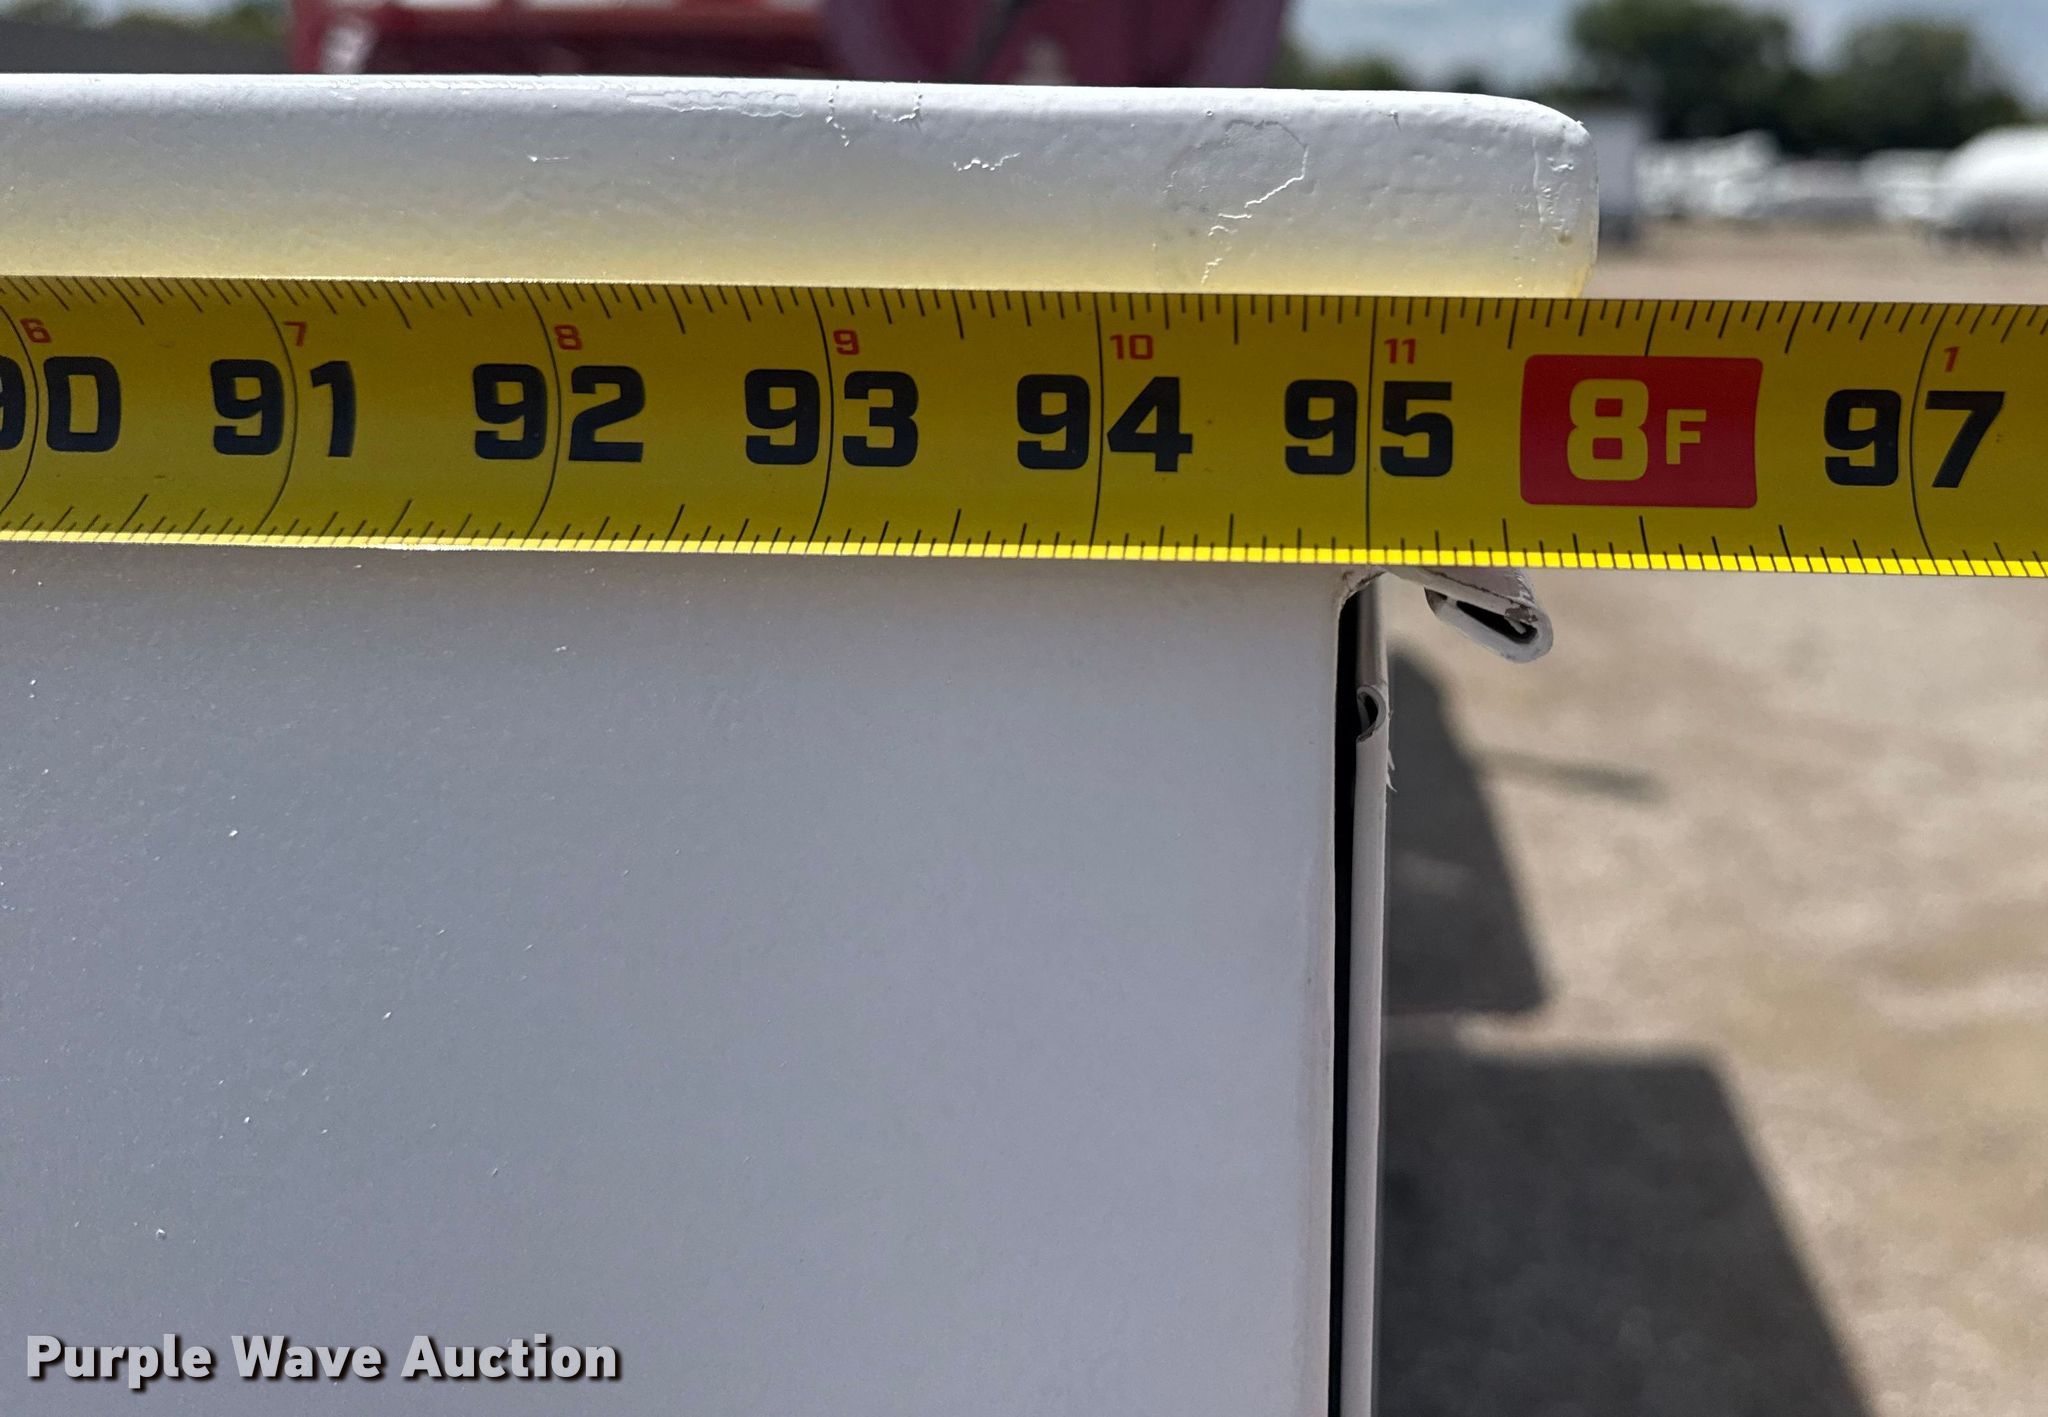 6 7 8 9 10 11 1
90 91 92 93 94 95 8F 97
Purple Wave Auction